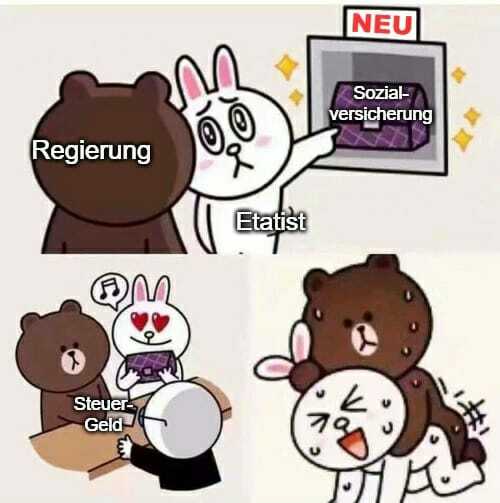 NEU
Sozial-
versicherung
Regierung
Etatist
Steuer-
Geld